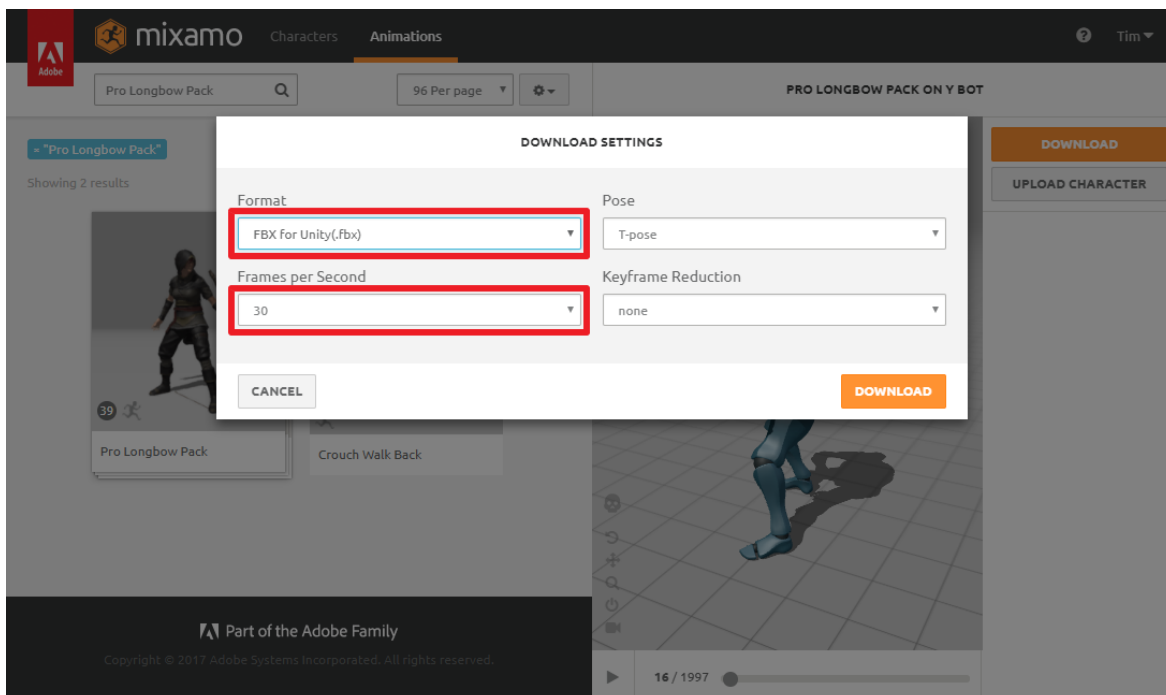 Adobe
mixamo
Characters
Animations
Tim
Pro Longbow Pack
96 Per page
PRO LONGBOW PACK ON Y BOT
= "Pro Longbow Pack"
Showing 2 results
DOWNLOAD
UPLOAD CHARACTER
DOWNLOAD SETTINGS
Format
Pose
FBX for Unity(.fbx)
T-pose
Frames per Second
Keyframe Reduction
30
none
CANCEL
DOWNLOAD
39
Pro Longbow Pack
Crouch Walk Back
Part of the Adobe Family
Copyright © 2017 Adobe Systems Incorporated. All rights reserved.
16 / 1997